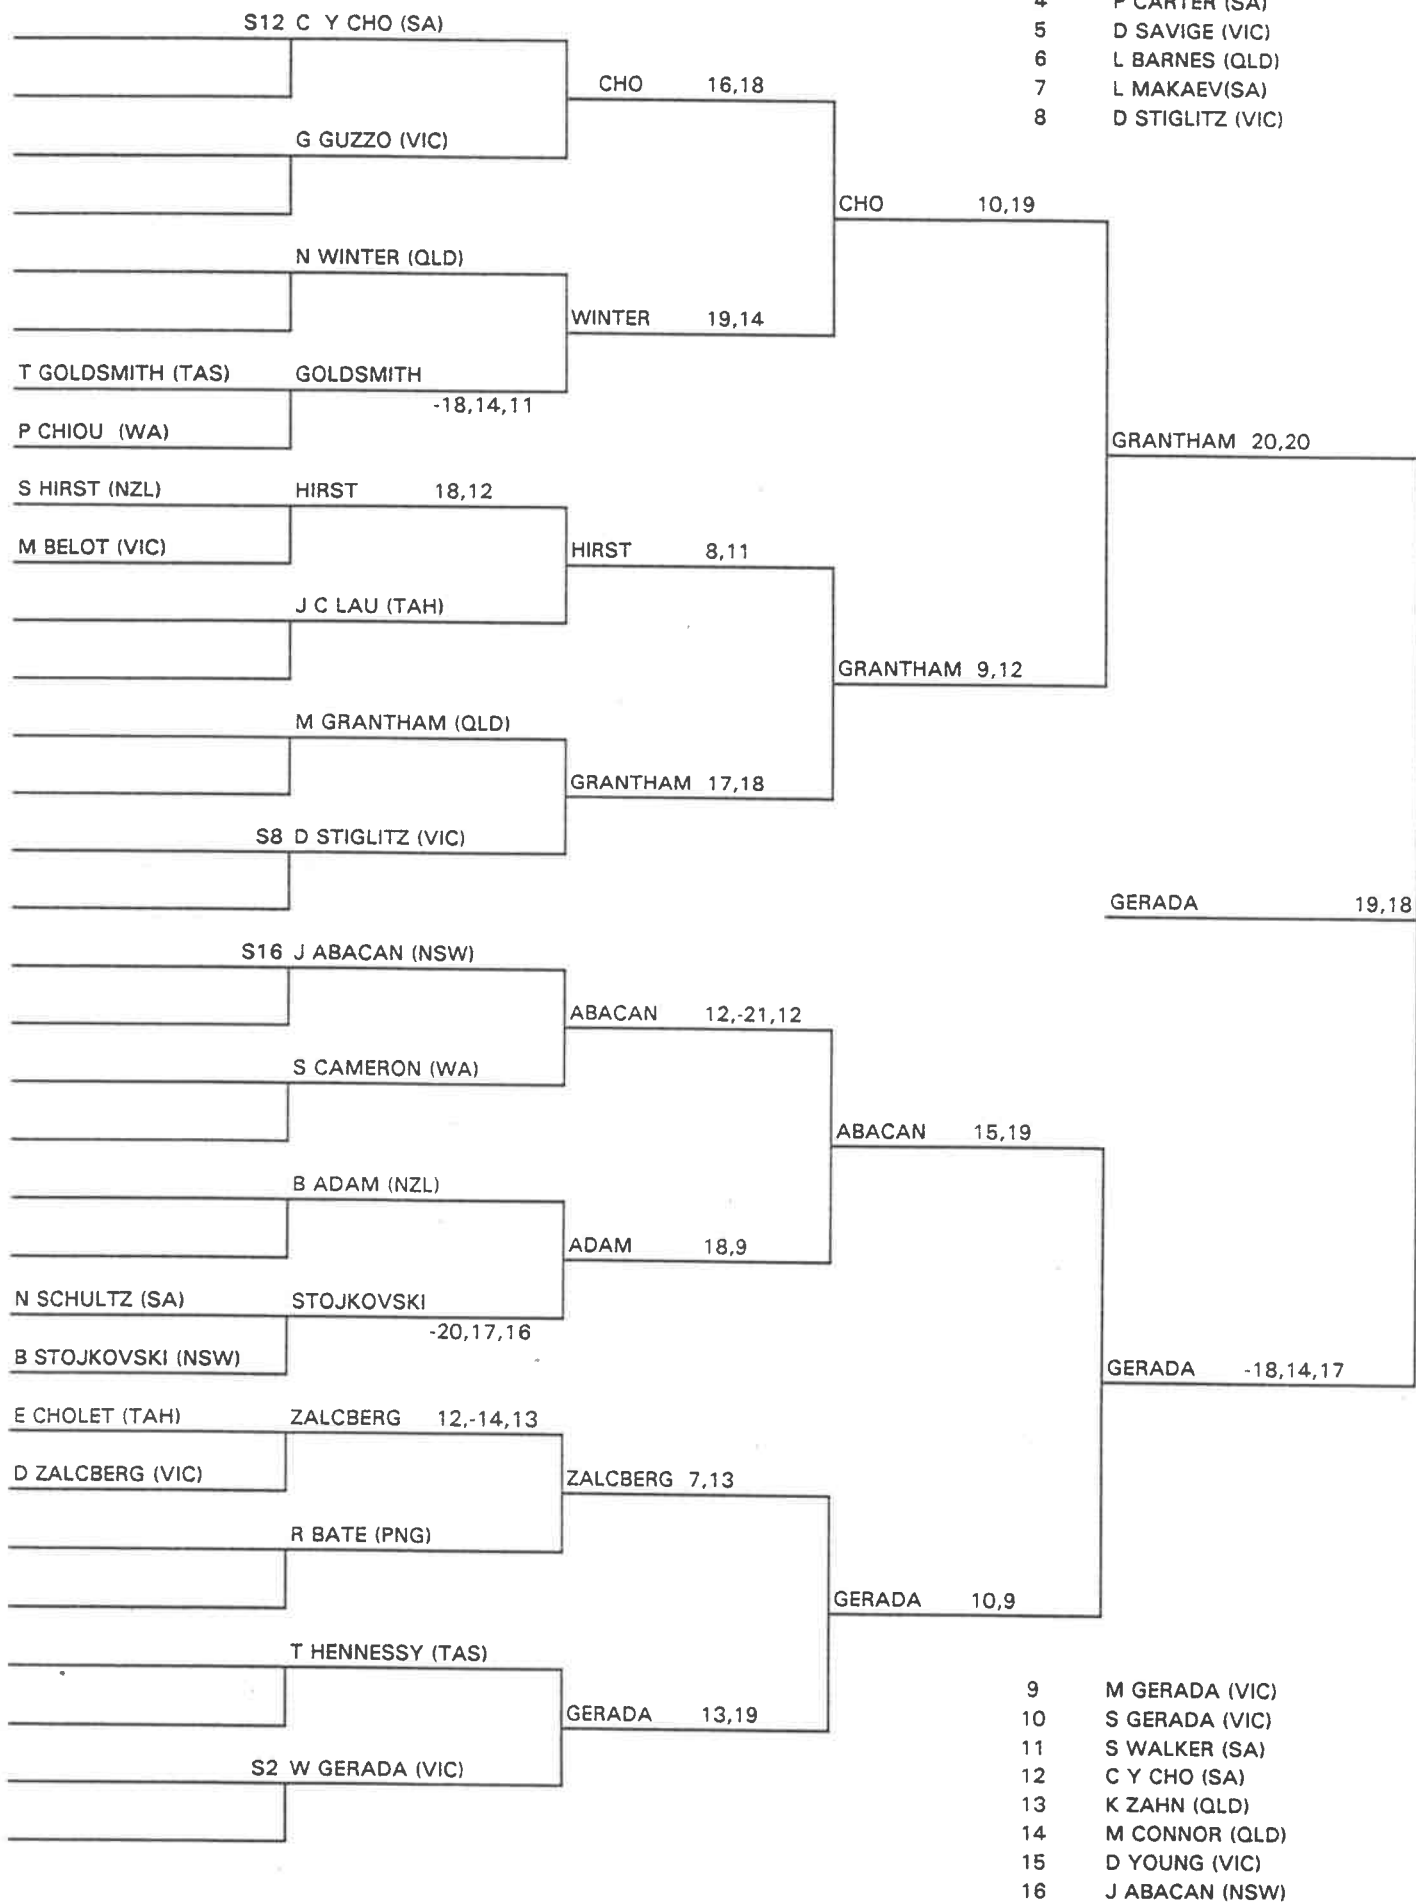 4 P CARTER (SA)
S12 C Y CHO (SA)
5 D SAVIGE (VIC)
6 L BARNES (QLD)
CHO 16,18
7 L MAKAEV(SA)
8 D STIGLITZ (VIC)
G GUZZO (VIC)
CHO 10,19
N WINTER (QLD)
WINTER 19,14
T GOLDSMITH (TAS) GOLDSMITH
-18,14,11
P CHIOU (WA)
GRANTHAM 20,20
S HIRST (NZL) HIRST 18,12
M BELOT (VIC)
HIRST 8,11
J C LAU (TAH)
GRANTHAM 9,12
M GRANTHAM (QLD)
GRANTHAM 17,18
S8 D STIGLITZ (VIC)
GERADA 19,18
S16 J ABACAN (NSW)
ABACAN 12,-21,12
S CAMERON (WA)
ABACAN 15,19
B ADAM (NZL)
ADAM 18,9
N SCHULTZ (SA) STOJKOVSKI
-20,17,16
B STOJKOVSKI (NSW)
GERADA -18,14,17
E CHOLET (TAH) ZALCBERG 12,-14,13
D ZALCBERG (VIC)
ZALCBERG 7,13
R BATE (PNG)
GERADA 10,9
T HENNESSY (TAS)
9 M GERADA (VIC)
GERADA 13,19
10 S GERADA (VIC)
11 S WALKER (SA)
S2 W GERADA (VIC)
12 C Y CHO (SA)
13 K ZAHN (QLD)
14 M CONNOR (QLD)
15 D YOUNG (VIC)
16 J ABACAN (NSW)